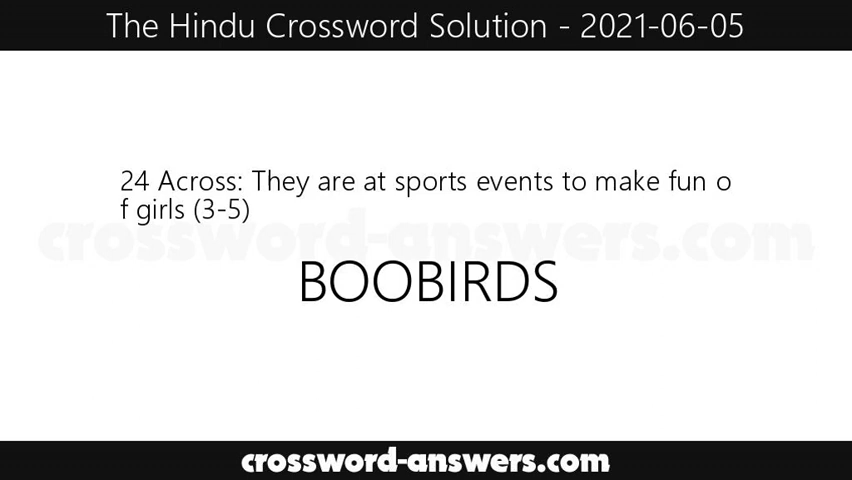 The Hindu Crossword Solution - 2021-06-05
24 Across: They are at sports events to make fun o
f girls (3-5)
crossword-answers.com
BOOBIRDS
crossword-answers.com